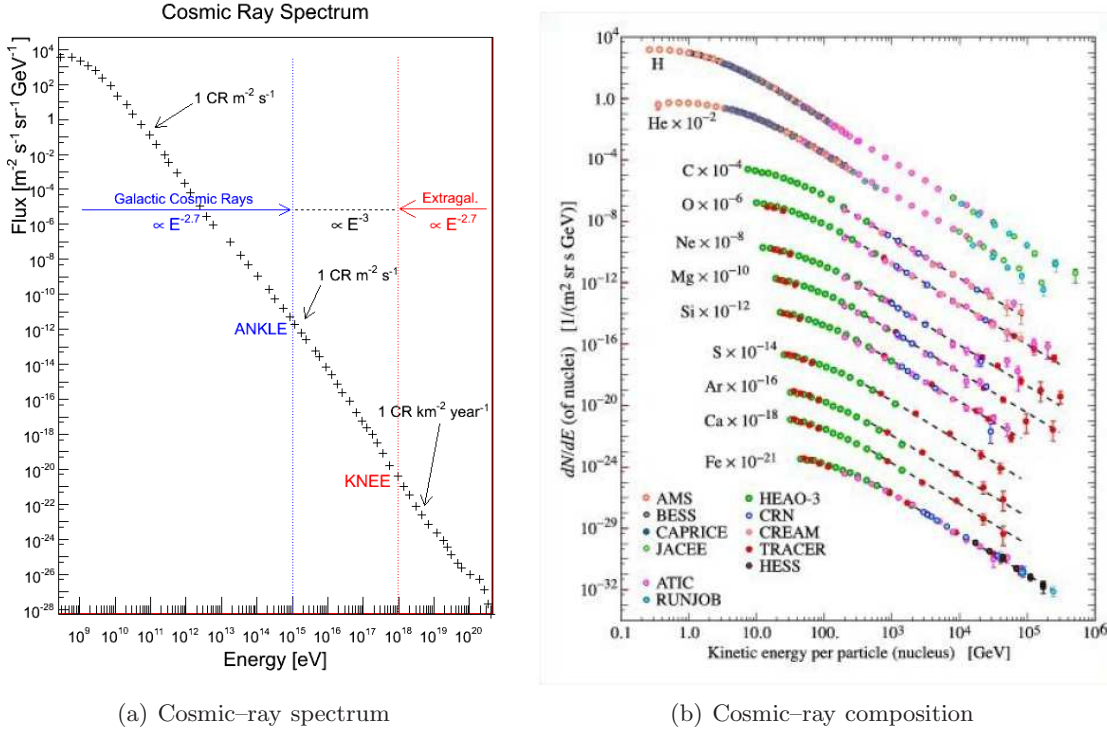 Cosmic Ray Spectrum
Flux [m⁻² s⁻¹ sr⁻¹ GeV⁻¹]
10⁴
10²
1
10⁻²
10⁻⁴
10⁻⁶
10⁻⁸
10⁻¹⁰
10⁻¹²
10⁻¹⁴
10⁻¹⁶
10⁻¹⁸
10⁻²⁰
10⁻²²
10⁻²⁴
10⁻²⁶
10⁻²⁸
1 CR m⁻² s⁻¹
Galactic Cosmic Rays
Extragal.
∝ E⁻²·⁷
∝ E⁻³
∝ E⁻²·⁷
1 CR m⁻² s⁻¹
ANKLE
1 CR km⁻² year⁻¹
KNEE
10⁹ 10¹⁰ 10¹¹ 10¹² 10¹³ 10¹⁴ 10¹⁵ 10¹⁶ 10¹⁷ 10¹⁸ 10¹⁹ 10²⁰
Energy [eV]
(a) Cosmic–ray spectrum
dN/dE (of nuclei) [1/(m² sr s GeV)]
10⁴
1.0
10⁻⁴
10⁻⁸
10⁻¹²
10⁻¹⁶
10⁻²⁰
10⁻²⁴
10⁻²⁹
10⁻³²
H
He × 10⁻²
C × 10⁻⁴
O × 10⁻⁶
Ne × 10⁻⁸
Mg × 10⁻¹⁰
Si × 10⁻¹²
S × 10⁻¹⁴
Ar × 10⁻¹⁶
Ca × 10⁻¹⁸
Fe × 10⁻²¹
AMS
BESS
CAPRICE
JACEE
ATIC
RUNJOB
HEAO-3
CRN
CREAM
TRACER
HESS
0.1 1.0 10.0 100. 10³ 10⁴ 10⁵ 10⁶
Kinetic energy per particle (nucleus) [GeV]
(b) Cosmic–ray composition